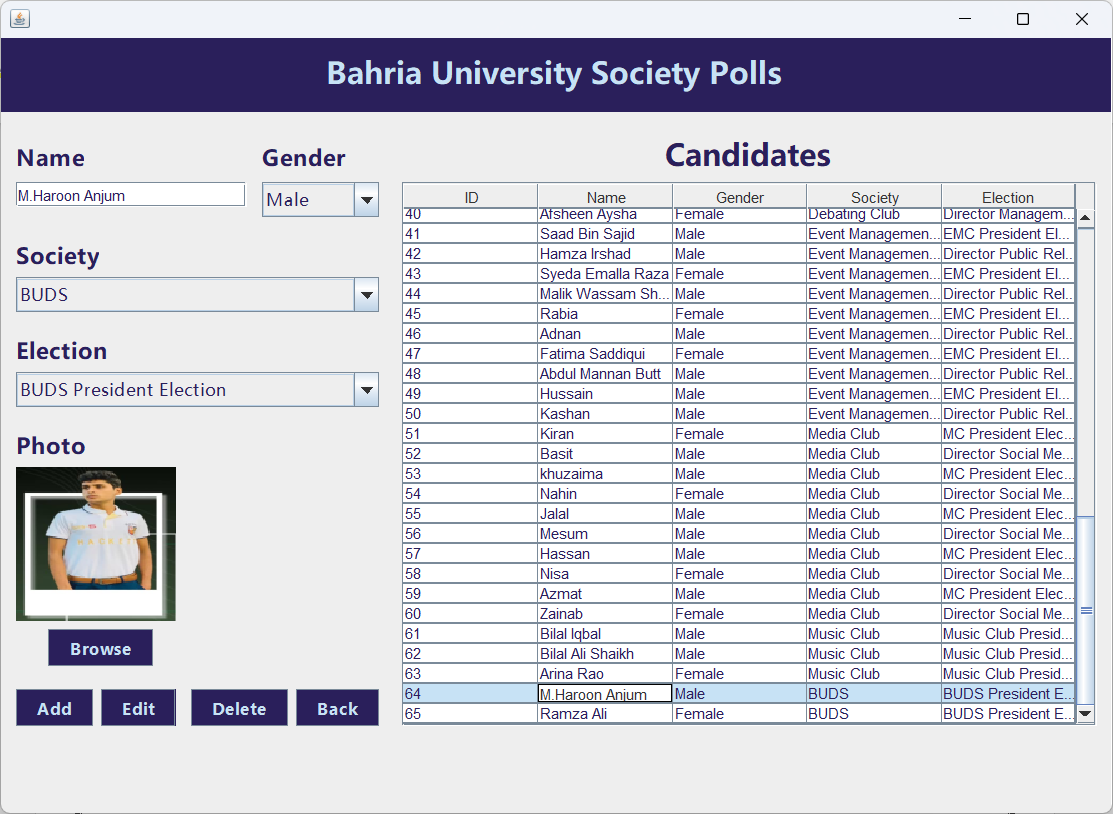 Bahria University Society Polls
Name
Gender
M.Haroon Anjum
Male
Society
BUDS
Election
BUDS President Election
Photo
Browse
Add
Edit
Delete
Back
Candidates
ID Name Gender Society Election
40 Afsheen Aysha Female Debating Club Director Managem...
41 Saad Bin Sajid Male Event Managemen... EMC President El...
42 Hamza Irshad Male Event Managemen... Director Public Rel...
43 Syeda Emalla Raza Female Event Managemen... EMC President El...
44 Malik Wassam Sh... Male Event Managemen... Director Public Rel...
45 Rabia Female Event Managemen... EMC President El...
46 Adnan Male Event Managemen... Director Public Rel...
47 Fatima Saddiqui Female Event Managemen... EMC President El...
48 Abdul Mannan Butt Male Event Managemen... Director Public Rel...
49 Hussain Male Event Managemen... EMC President El...
50 Kashan Male Event Managemen... Director Public Rel...
51 Kiran Female Media Club MC President Elec...
52 Basit Male Media Club Director Social Me...
53 khuzaima Male Media Club MC President Elec...
54 Nahin Female Media Club Director Social Me...
55 Jalal Male Media Club MC President Elec...
56 Mesum Male Media Club Director Social Me...
57 Hassan Male Media Club MC President Elec...
58 Nisa Female Media Club Director Social Me...
59 Azmat Male Media Club MC President Elec...
60 Zainab Female Media Club Director Social Me...
61 Bilal Iqbal Male Music Club Music Club Presid...
62 Bilal Ali Shaikh Male Music Club Music Club Presid...
63 Arina Rao Female Music Club Music Club Presid...
64 M.Haroon Anjum Male BUDS BUDS President E...
65 Ramza Ali Female BUDS BUDS President E...